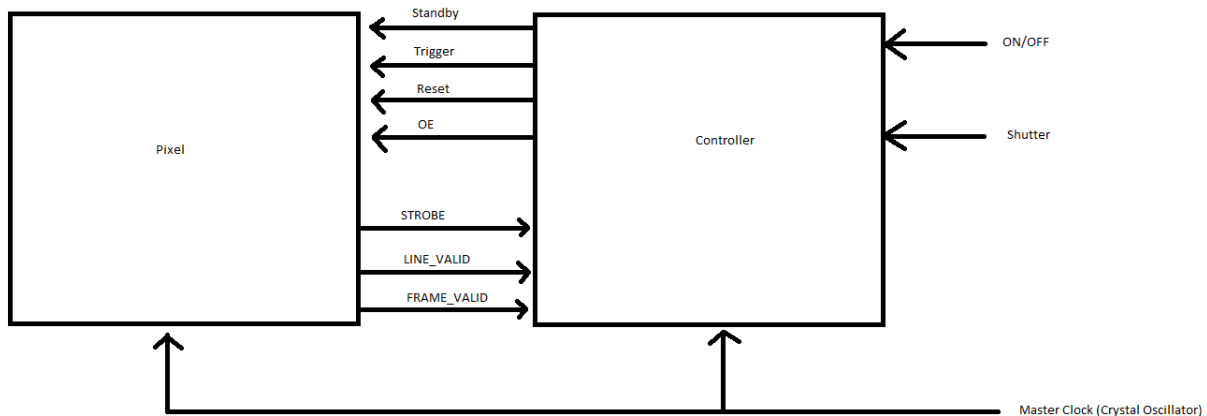 Standby
ON/OFF
Trigger
Reset
OE
Shutter
Pixel
Controller
STROBE
LINE_VALID
FRAME_VALID
Master Clock (Crystal Oscillator)